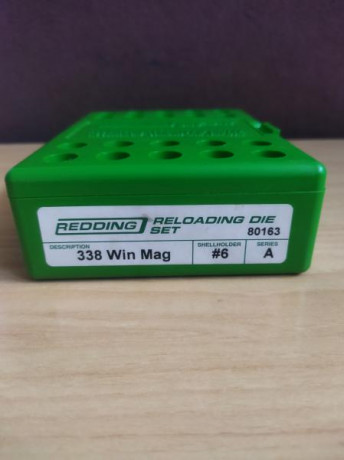 REDDING RELOADING DIE
SET 80163
DESCRIPTION SHELLHOLDER SERIES
338 Win Mag #6 A